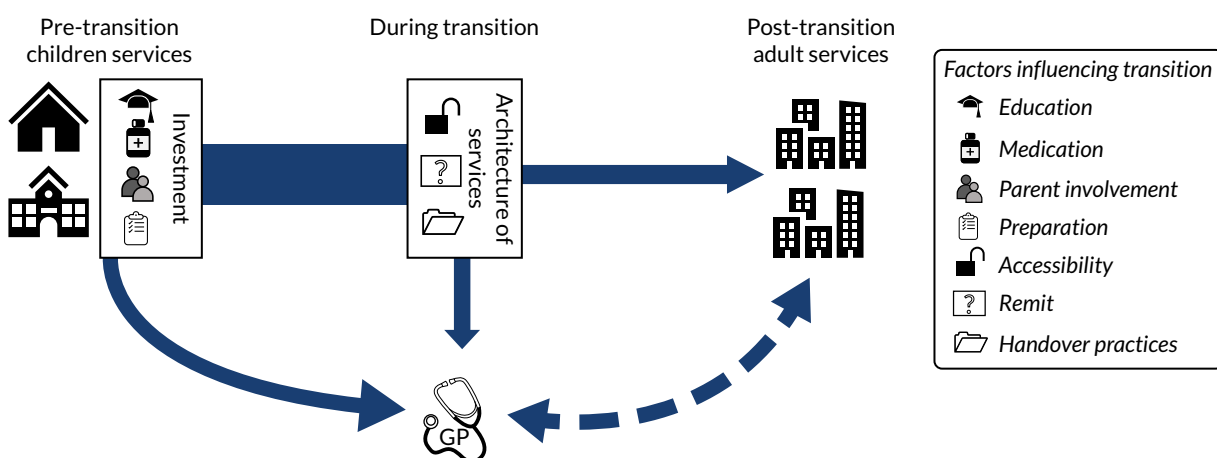 Pre-transition
children services
During transition
Post-transition
adult services
Investment
Architecture of
services
?
GP
Factors influencing transition
Education
Medication
Parent involvement
Preparation
Accessibility
?
Remit
Handover practices